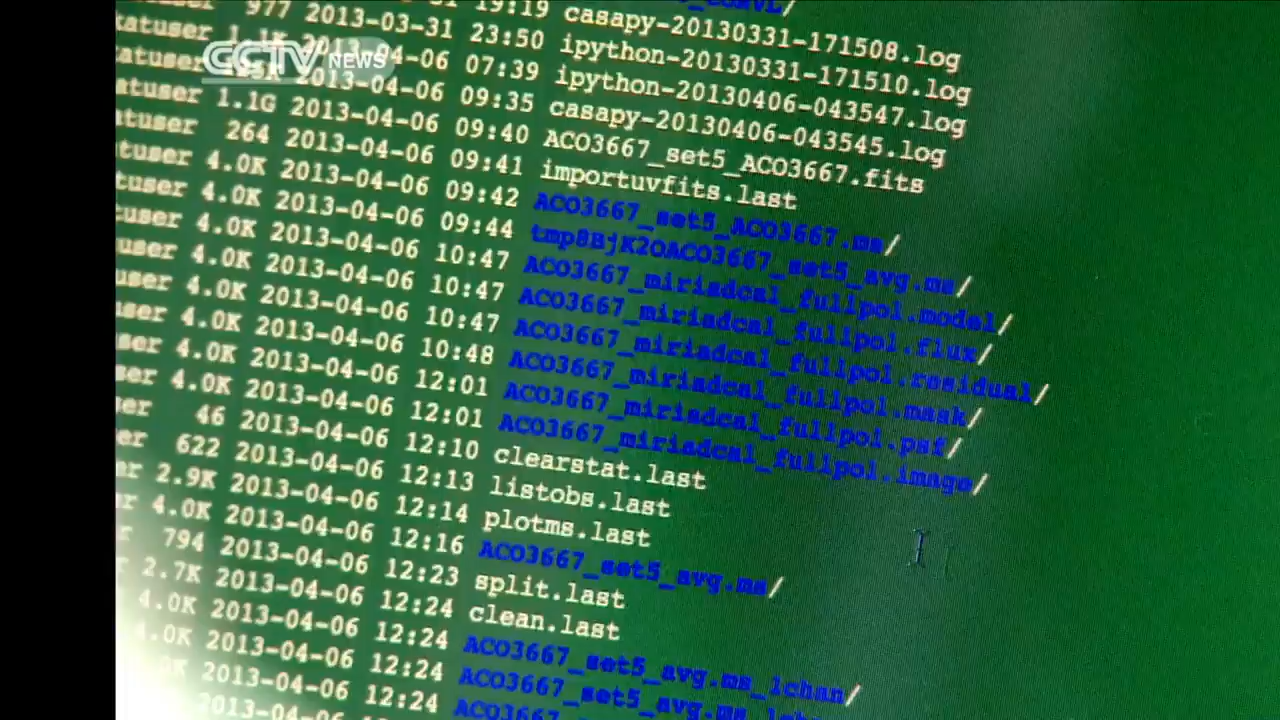 19:19 casapy-20130331-171508.log
977 2013-03-31 23:50 ipython-20130331-171510.log
CCTV NEWS
atuser 1.1K 2013-04-06 07:39 ipython-20130406-043547.log
atuser 2013-04-06 09:35 casapy-20130406-043545.log
atuser 1.1G 2013-04-06 09:40 ACO3667_set5_ACO3667.fits
tuser 264 2013-04-06 09:41 importuvfits.last
tuser 4.0K 2013-04-06 09:42 ACO3667_set5_ACO3667.ms/
tuser 4.0K 2013-04-06 09:44 tmp8BjK2OACO3667_set5_avg.ms/
user 4.0K 2013-04-06 10:47 ACO3667_miriadcal_fullpol.model/
user 4.0K 2013-04-06 10:47 ACO3667_miriadcal_fullpol.flux/
user 4.0K 2013-04-06 10:47 ACO3667_miriadcal_fullpol.residual/
user 4.0K 2013-04-06 10:48 ACO3667_miriadcal_fullpol.mask/
ser 4.0K 2013-04-06 12:01 ACO3667_miriadcal_fullpol.psf/
ser 4.0K 2013-04-06 12:01 ACO3667_miriadcal_fullpol.image/
er 46 2013-04-06 12:10 clearstat.last
er 622 2013-04-06 12:13 listobs.last
er 2.9K 2013-04-06 12:14 plotms.last
r 4.0K 2013-04-06 12:16 ACO3667_set5_avg.ms/
r 794 2013-04-06 12:23 split.last
2.7K 2013-04-06 12:24 clean.last
4.0K 2013-04-06 12:24 ACO3667_set5_avg.ms_1chan/
4.0K 2013-04-06 12:24 ACO3667_set5_avg.ms
2013-04-06 12:24